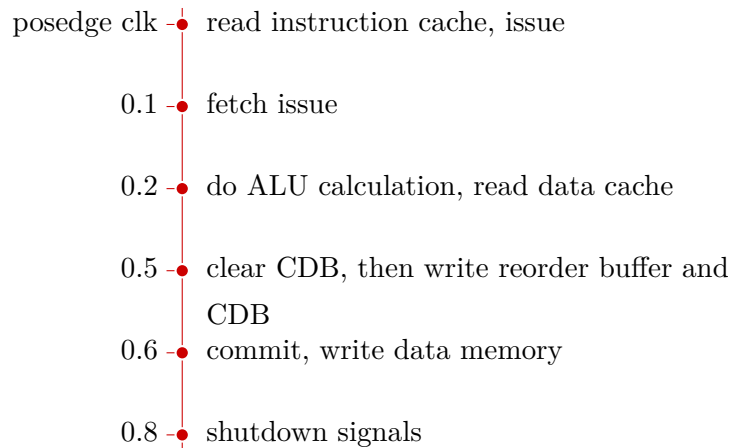 posedge clk read instruction cache, issue
0.1 fetch issue
0.2 do ALU calculation, read data cache
0.5 clear CDB, then write reorder buffer and
CDB
0.6 commit, write data memory
0.8 shutdown signals